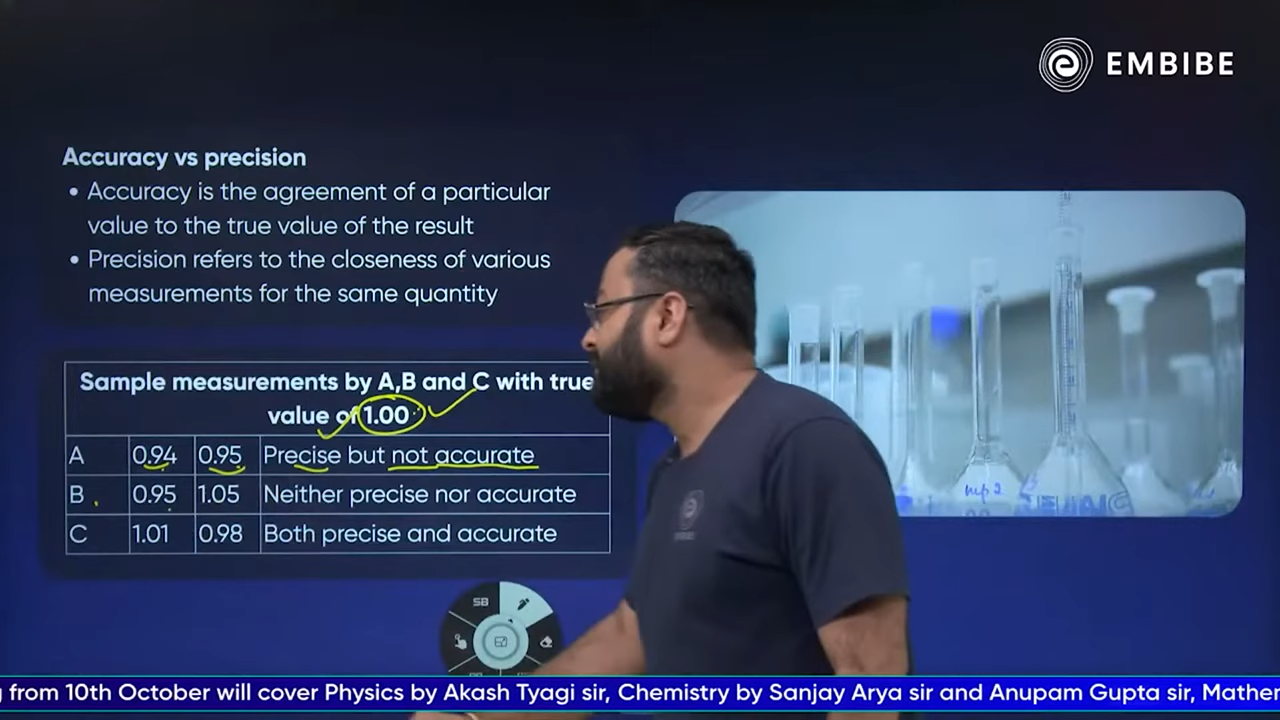 EMBIBE
Accuracy vs precision
• Accuracy is the agreement of a particular
value to the true value of the result
• Precision refers to the closeness of various
measurements for the same quantity
Sample measurements by A,B and C with true
value of 1.00
A 0.94 0.95 Precise but not accurate
B 0.95 1.05 Neither precise nor accurate
C 1.01 0.98 Both precise and accurate
SB
g from 10th October will cover Physics by Akash Tyagi sir, Chemistry by Sanjay Arya sir and Anupam Gupta sir, Mather